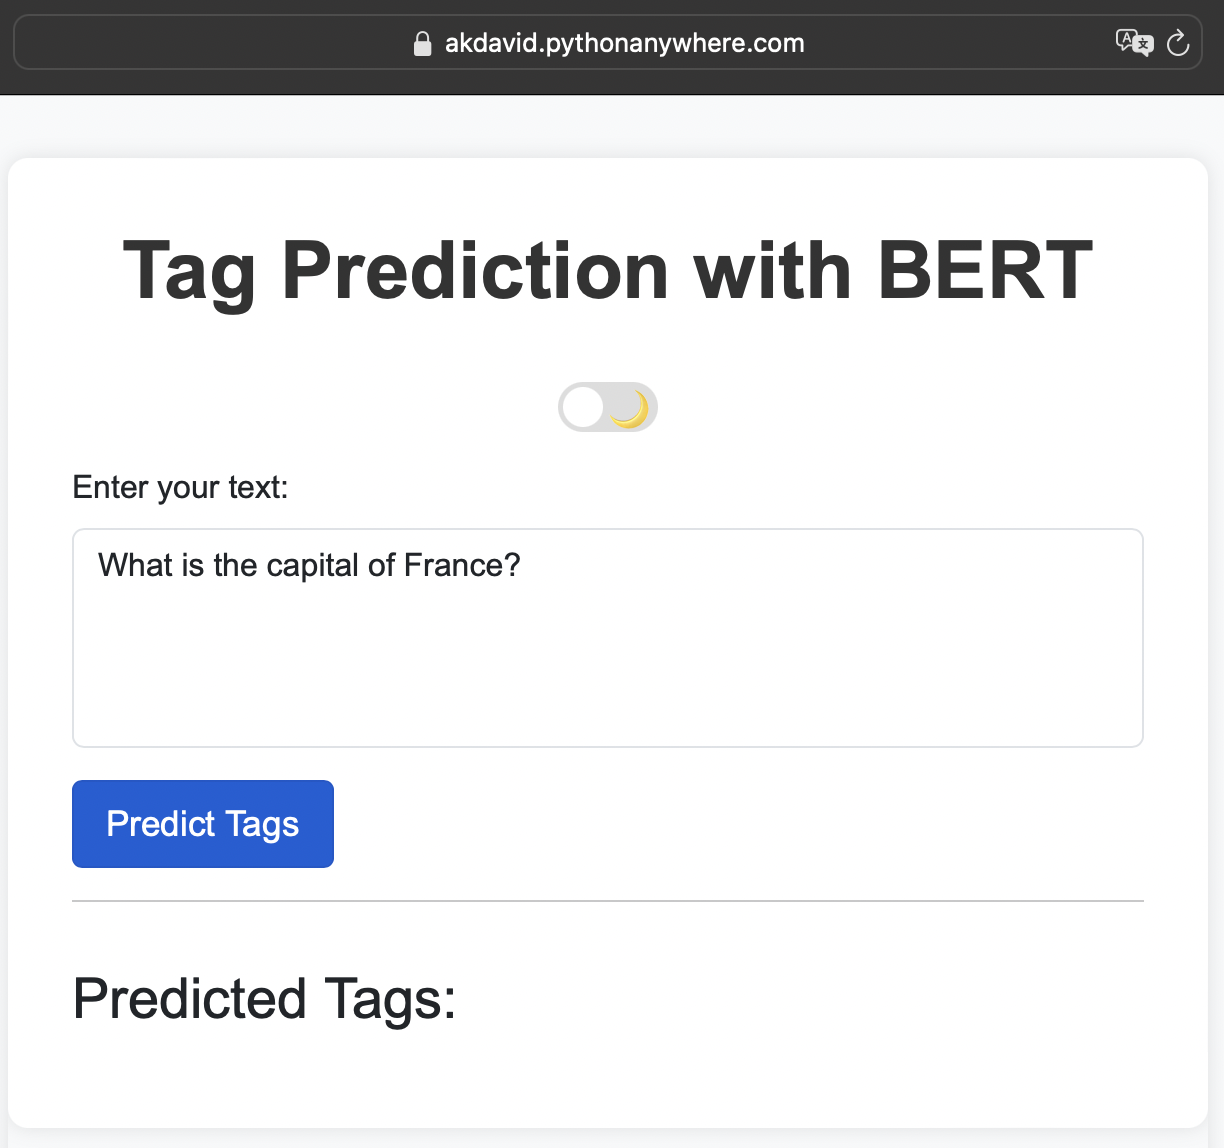 akdavid.pythonanywhere.com
Tag Prediction with BERT
Enter your text:
What is the capital of France?
Predict Tags
Predicted Tags: